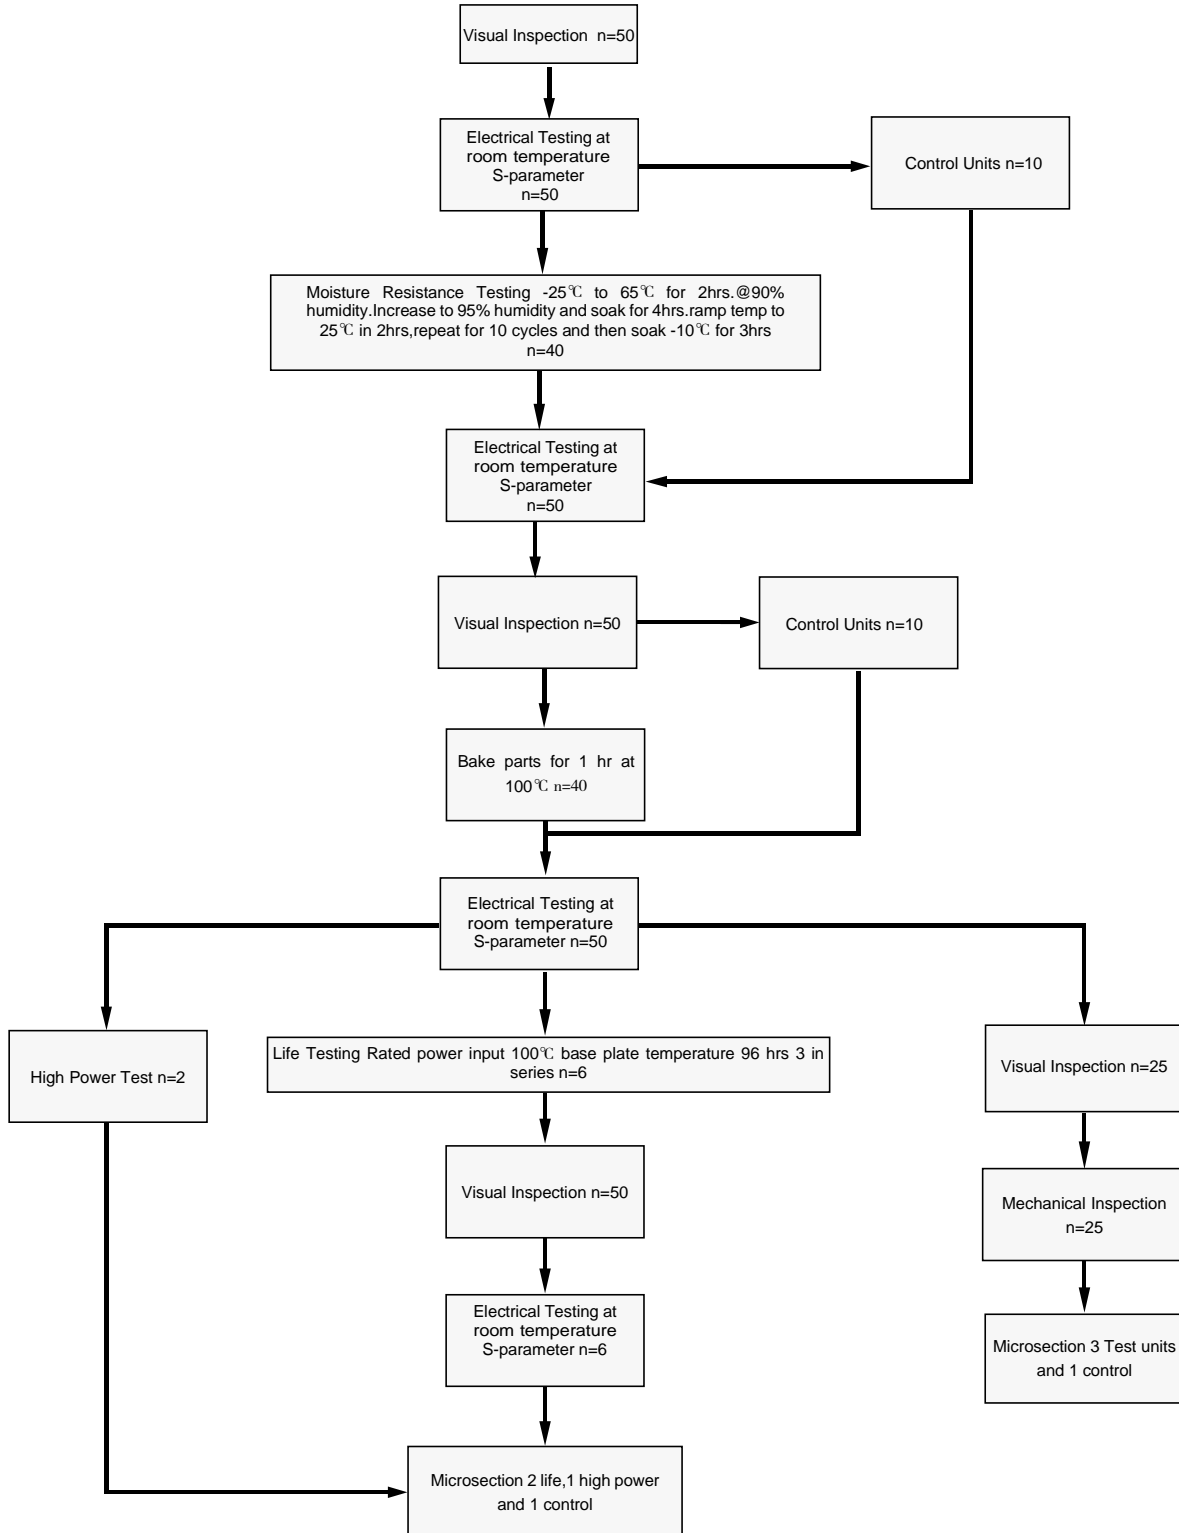 Visual Inspection n=50
Electrical Testing at
room temperature
S-parameter
n=50
Control Units n=10
Moisture Resistance Testing -25℃ to 65℃ for 2hrs.@90%
humidity.Increase to 95% humidity and soak for 4hrs.ramp temp to
25℃ in 2hrs,repeat for 10 cycles and then soak -10℃ for 3hrs
n=40
Electrical Testing at
room temperature
S-parameter
n=50
Visual Inspection n=50
Control Units n=10
Bake parts for 1 hr at
100℃ n=40
Electrical Testing at
room temperature
S-parameter n=50
High Power Test n=2
Life Testing Rated power input 100℃ base plate temperature 96 hrs 3 in
series n=6
Visual Inspection n=25
Visual Inspection n=50
Mechanical Inspection
n=25
Electrical Testing at
room temperature
S-parameter n=6
Microsection 3 Test units
and 1 control
Microsection 2 life,1 high power
and 1 control